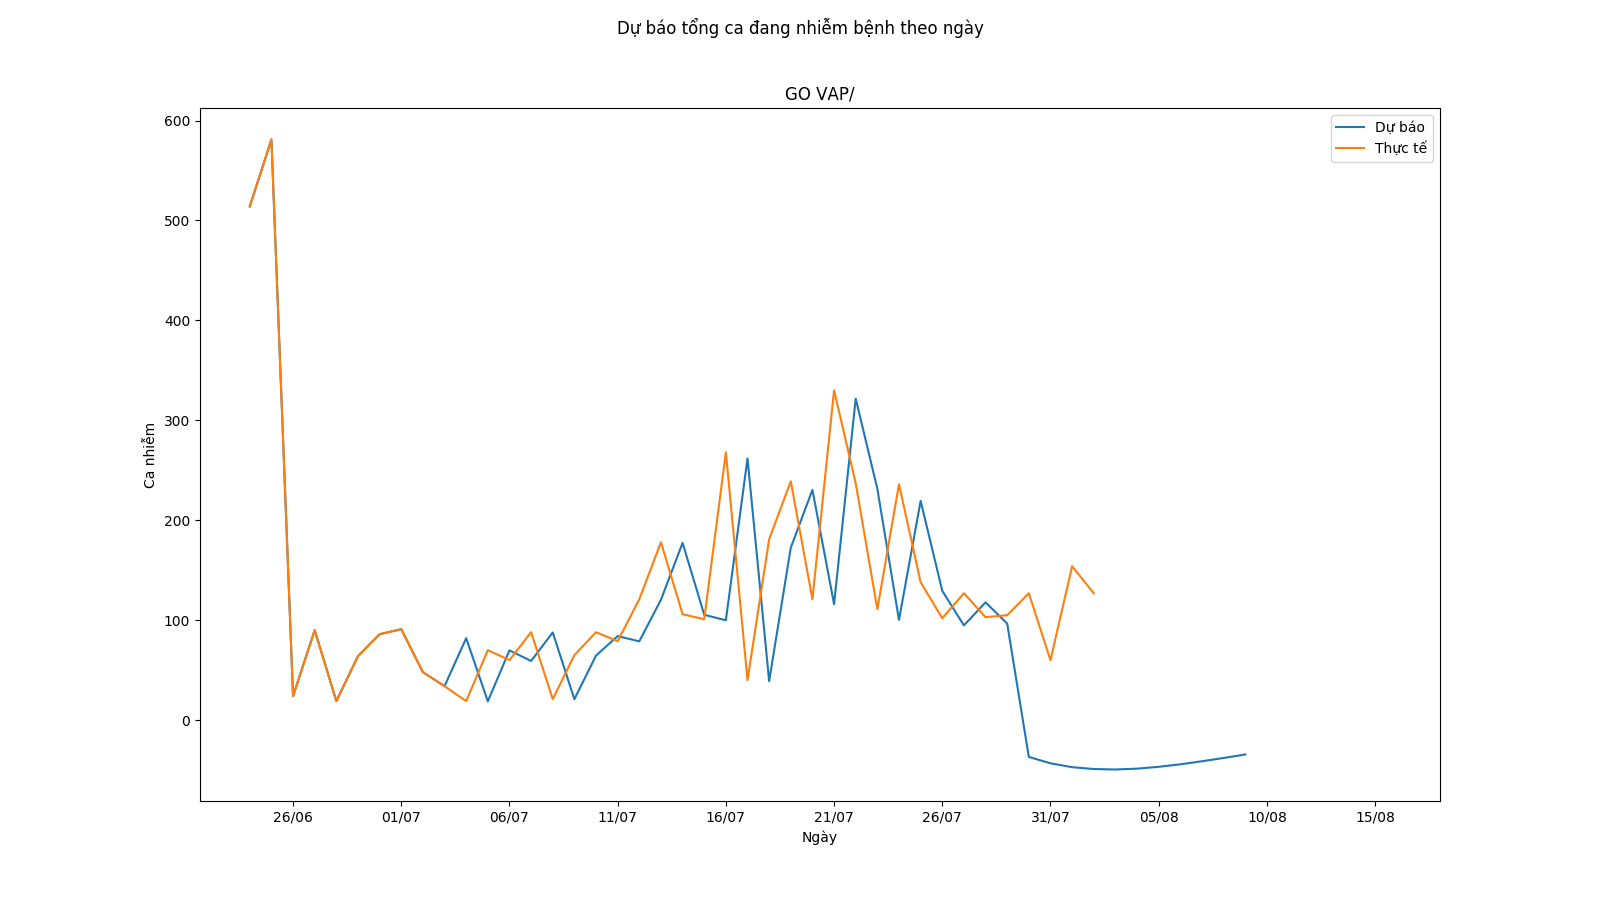 Dự báo tổng ca đang nhiễm bệnh theo ngày
GO VAP/
Dự báo
Thực tế
600
500
400
300
200
100
0
Ca nhiễm
26/06 01/07 06/07 11/07 16/07 21/07 26/07 31/07 05/08 10/08 15/08
Ngày